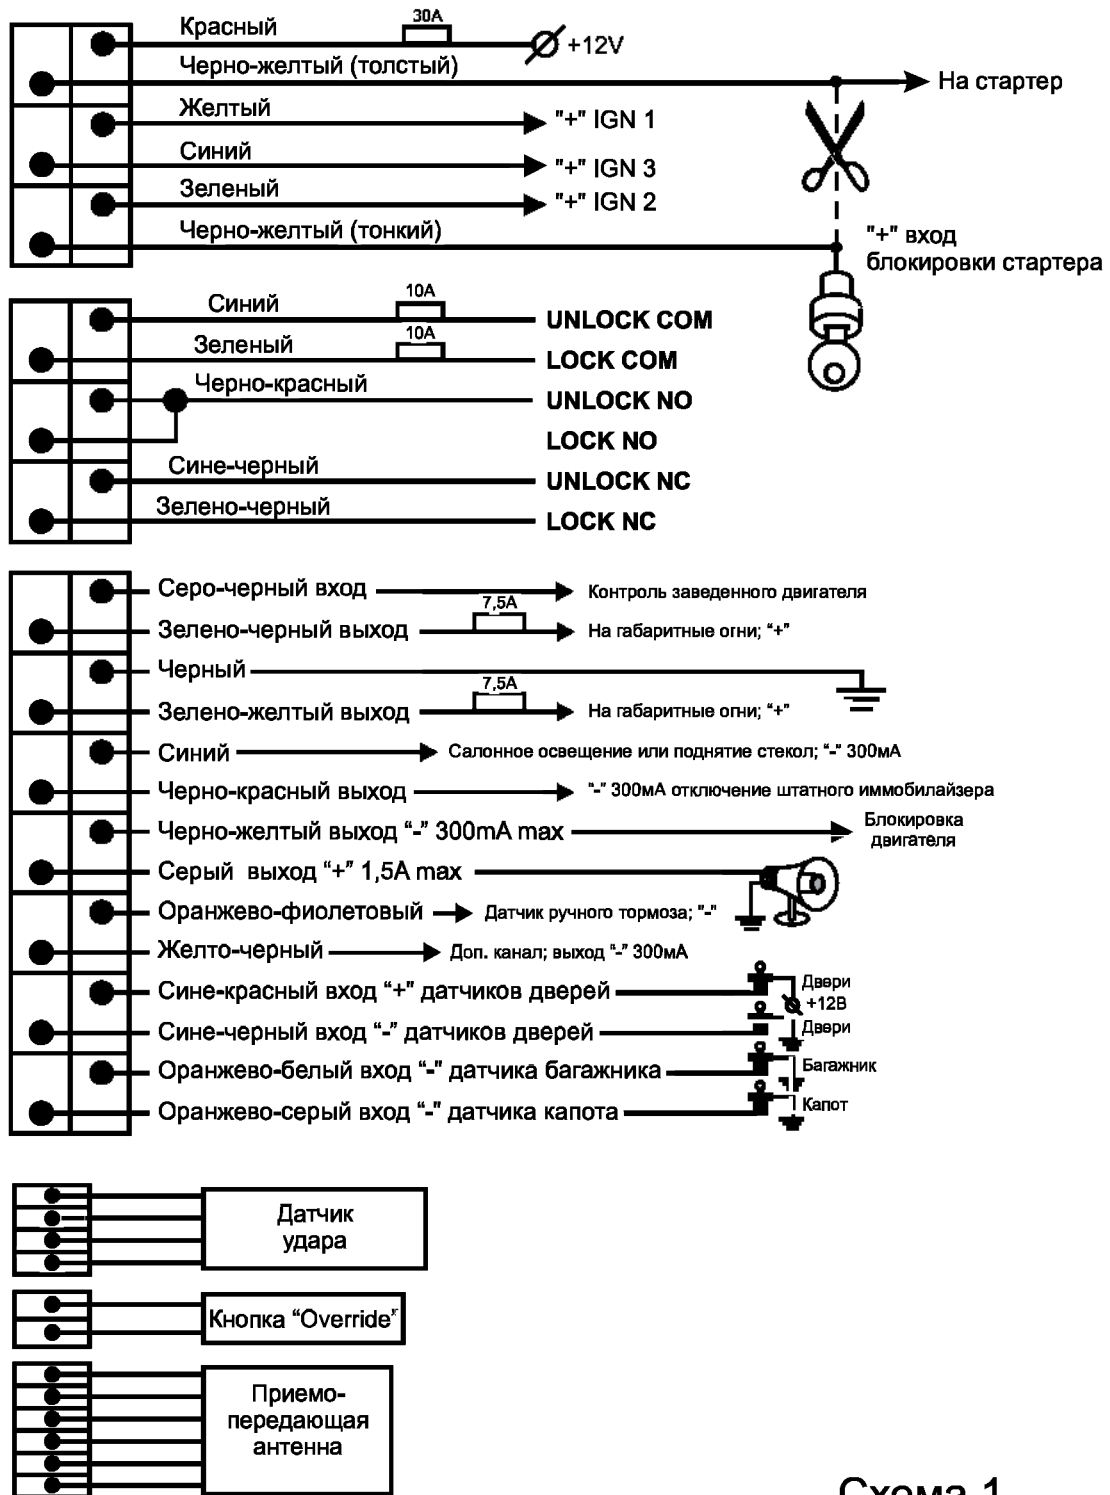 Красный
30А
+12V
Черно-желтый (толстый)
На стартер
Желтый
"+" IGN 1
Синий
"+" IGN 3
Зеленый
"+" IGN 2
Черно-желтый (тонкий)
"+" вход
блокировки стартера
Синий
10А
UNLOCK COM
Зеленый
10А
LOCK COM
Черно-красный
UNLOCK NO
LOCK NO
Сине-черный
UNLOCK NC
Зелено-черный
LOCK NC
Серо-черный вход
Контроль заведенного двигателя
7,5А
Зелено-черный выход
На габаритные огни; “+”
Черный
7,5А
Зелено-желтый выход
На габаритные огни; “+”
Синий
Салонное освещение или поднятие стекол; “-” 300мА
Черно-красный выход
“-” 300мА отключение штатного иммобилайзера
Черно-желтый выход “-” 300mA max
Блокировка
двигателя
Серый выход “+” 1,5A max
Оранжево-фиолетовый
Датчик ручного тормоза; "-"
Желто-черный
Доп. канал; выход “-” 300мА
Сине-красный вход “+” датчиков дверей
Двери
+12В
Сине-черный вход “-” датчиков дверей
Двери
Оранжево-белый вход “-” датчика багажника
Багажник
Оранжево-серый вход “-” датчика капота
Капот
Датчик
удара
Кнопка “Override”
Приемо-
передающая
антенна
Схема 1